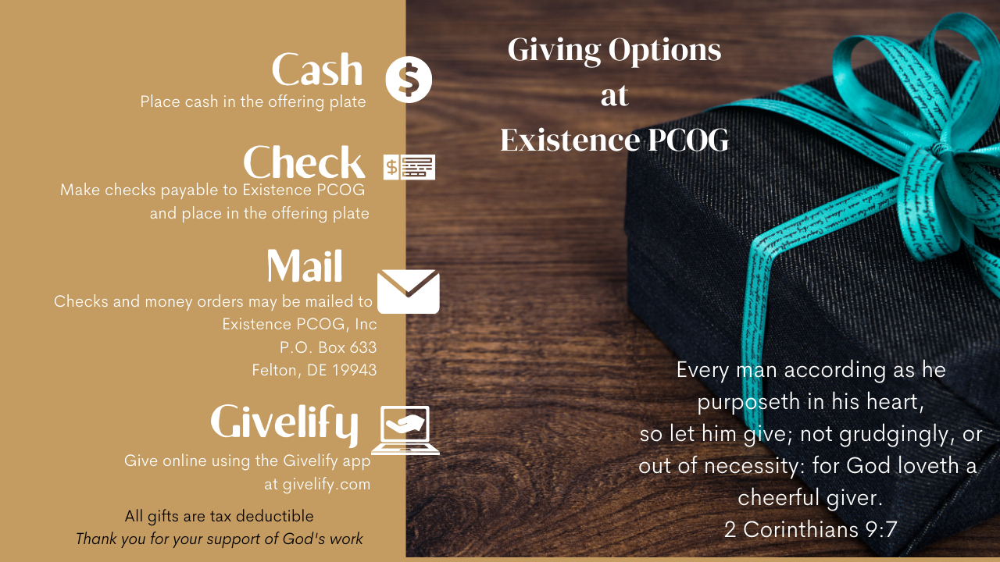 Cash
Place cash in the offering plate
Check
Make checks payable to Existence PCOG
and place in the offering plate
Mail
Checks and money orders may be mailed to
Existence PCOG, Inc
P.O. Box 633
Felton, DE 19943
Givelify
Give online using the Givelify app
at givelify.com
All gifts are tax deductible
Thank you for your support of God's work
Giving Options
at
Existence PCOG
Every man according as he
purposeth in his heart,
so let him give; not grudgingly, or
out of necessity: for God loveth a
cheerful giver.
2 Corinthians 9:7